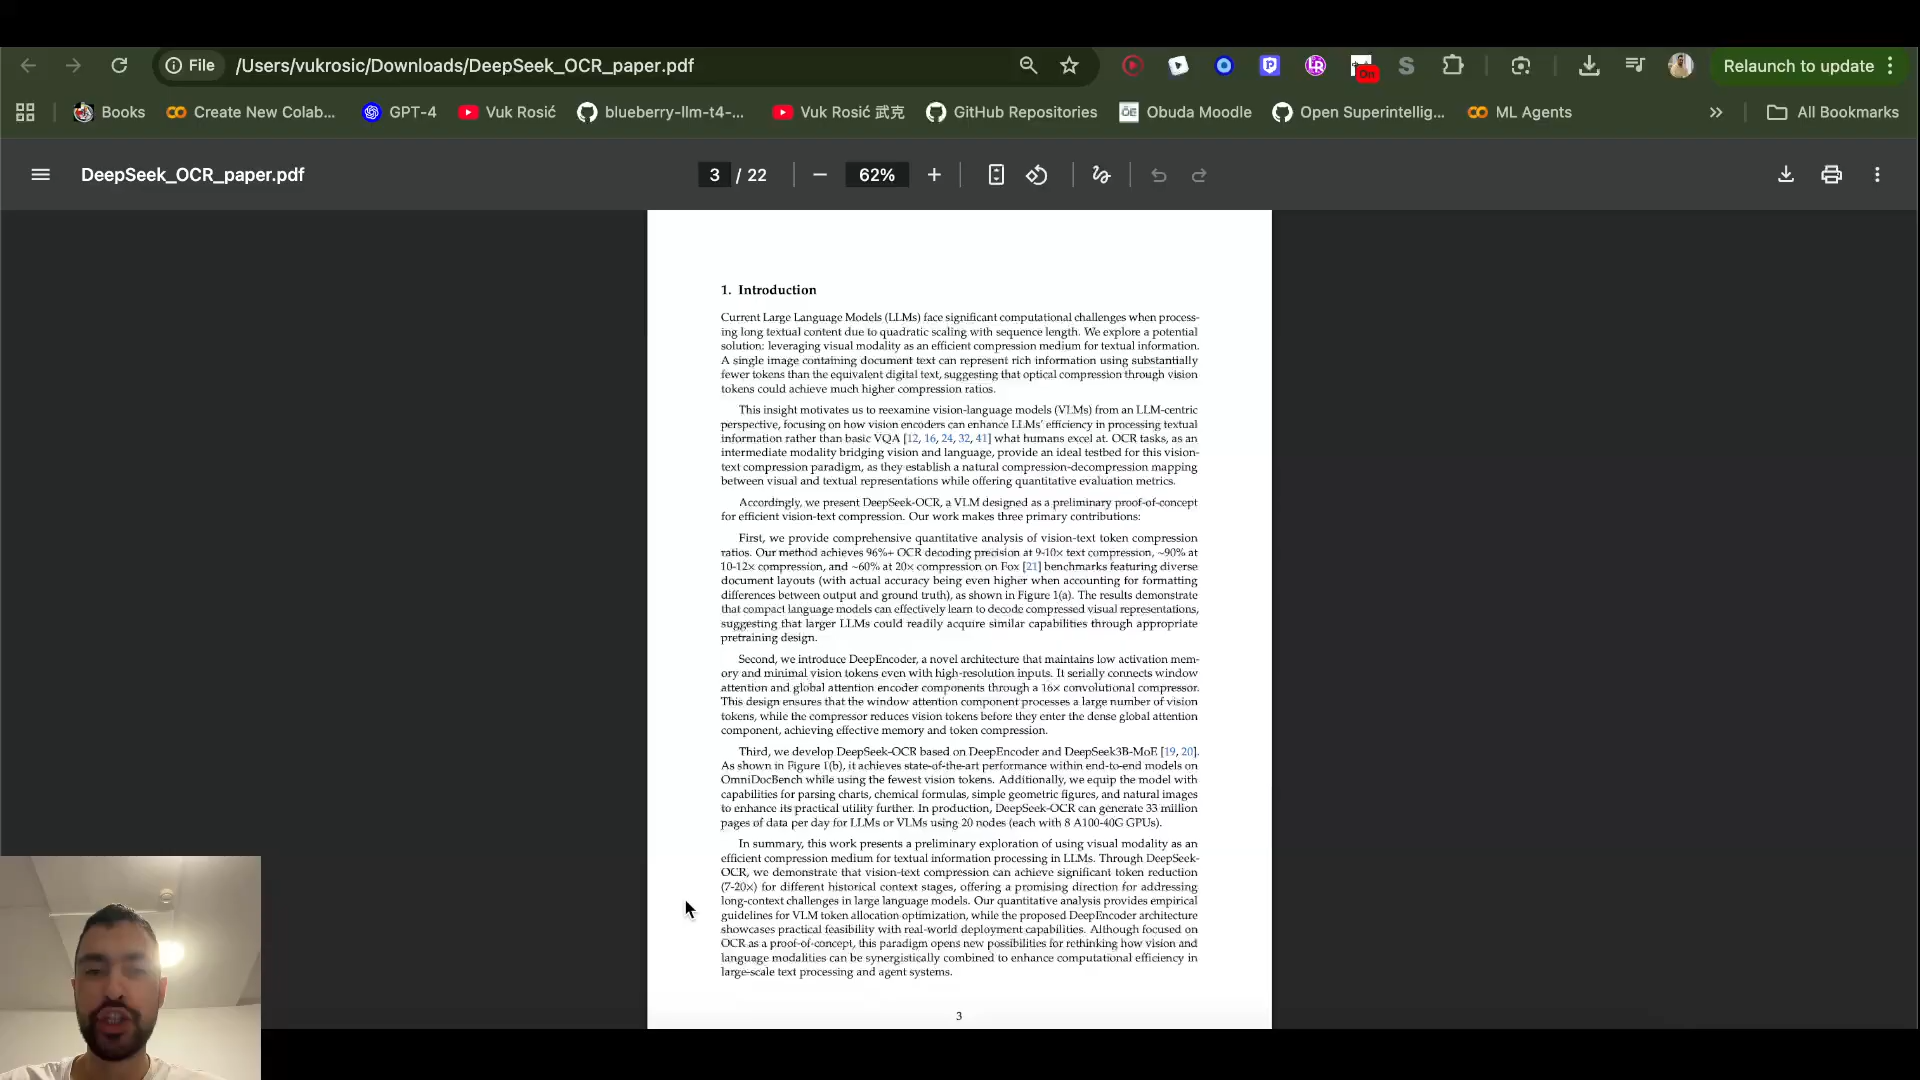 File
/Users/vukrosic/Downloads/DeepSeek_OCR_paper.pdf
On
Relaunch to update
Books
Create New Colab...
GPT-4
Vuk Rosić
blueberry-llm-t4-...
Vuk Rosić 武克
GitHub Repositories
Obuda Moodle
Open Superintellig...
ML Agents
All Bookmarks
DeepSeek_OCR_paper.pdf
3 / 22
62%
1. Introduction
Current Large Language Models (LLMs) face significant computational challenges when process-
ing long textual content due to quadratic scaling with sequence length. We explore a potential
solution: leveraging visual modality as an efficient compression medium for textual information.
A single image containing document text can represent rich information using substantially
fewer tokens than the equivalent digital text, suggesting that optical compression through vision
tokens could achieve much higher compression ratios.
This insight motivates us to reexamine vision-language models (VLMs) from an LLM-centric
perspective, focusing on how vision encoders can enhance LLMs' efficiency in processing textual
information rather than basic VQA [12, 16, 24, 32, 41] what humans excel at. OCR tasks, as an
intermediate modality bridging vision and language, provide an ideal testbed for this vision-
text compression paradigm, as they establish a natural compression-decompression mapping
between visual and textual representations while offering quantitative evaluation metrics.
Accordingly, we present DeepSeek-OCR, a VLM designed as a preliminary proof-of-concept
for efficient vision-text compression. Our work makes three primary contributions:
First, we provide comprehensive quantitative analysis of vision-text token compression
ratios. Our method achieves 96%+ OCR decoding precision at 9-10× text compression, ~90% at
10-12× compression, and ~60% at 20× compression on Fox [21] benchmarks featuring diverse
document layouts (with actual accuracy being even higher when accounting for formatting
differences between output and ground truth), as shown in Figure 1(a). The results demonstrate
that compact language models can effectively learn to decode compressed visual representations,
suggesting that larger LLMs could readily acquire similar capabilities through appropriate
pretraining design.
Second, we introduce DeepEncoder, a novel architecture that maintains low activation mem-
ory and minimal vision tokens even with high-resolution inputs. It serially connects window
attention and global attention encoder components through a 16× convolutional compressor.
This design ensures that the window attention component processes a large number of vision
tokens, while the compressor reduces vision tokens before they enter the dense global attention
component, achieving effective memory and token compression.
Third, we develop DeepSeek-OCR based on DeepEncoder and DeepSeek3B-MoE [19, 20].
As shown in Figure 1(b), it achieves state-of-the-art performance within end-to-end models on
OmniDocBench while using the fewest vision tokens. Additionally, we equip the model with
capabilities for parsing charts, chemical formulas, simple geometric figures, and natural images
to enhance its practical utility further. In production, DeepSeek-OCR can generate 33 million
pages of data per day for LLMs or VLMs using 20 nodes (each with 8 A100-40G GPUs).
In summary, this work presents a preliminary exploration of using visual modality as an
efficient compression medium for textual information processing in LLMs. Through DeepSeek-
OCR, we demonstrate that vision-text compression can achieve significant token reduction
(7-20×) for different historical context stages, offering a promising direction for addressing
long-context challenges in large language models. Our quantitative analysis provides empirical
guidelines for VLM token allocation optimization, while the proposed DeepEncoder architecture
showcases practical feasibility with real-world deployment capabilities. Although focused on
OCR as a proof-of-concept, this paradigm opens new possibilities for rethinking how vision and
language modalities can be synergistically combined to enhance computational efficiency in
large-scale text processing and agent systems.
3